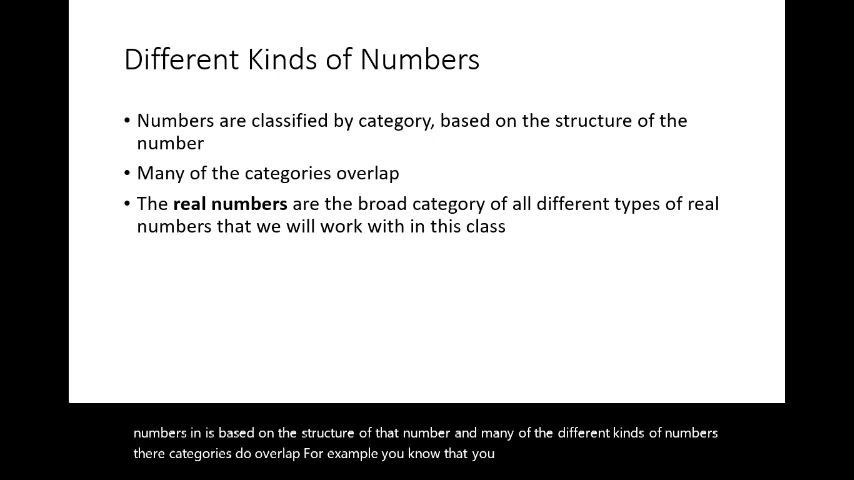 Different Kinds of Numbers
• Numbers are classified by category, based on the structure of the
number
• Many of the categories overlap
• The real numbers are the broad category of all different types of real
numbers that we will work with in this class
numbers in is based on the structure of that number and many of the different kinds of numbers
there categories do overlap For example you know that you